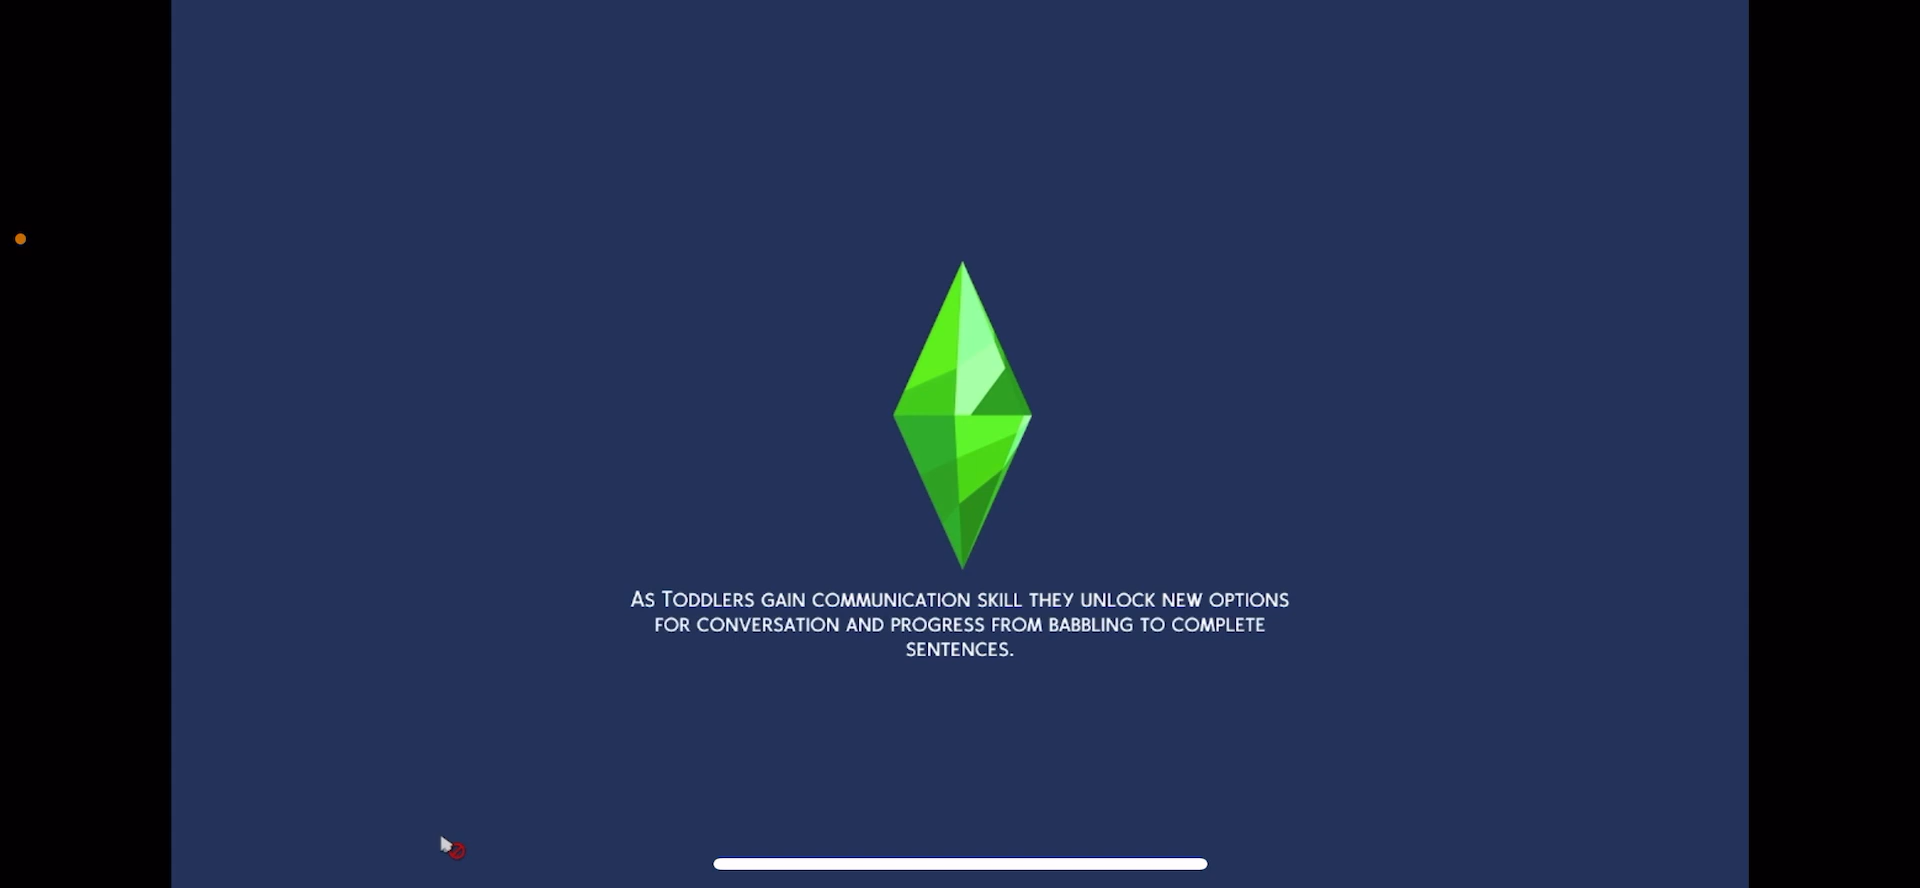 As Toddlers gain communication skill they unlock new options
for conversation and progress from babbling to complete
sentences.